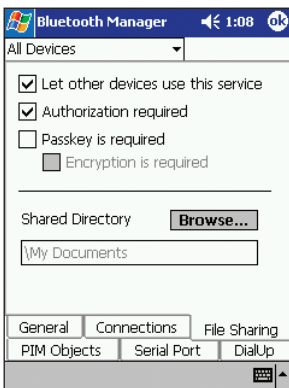 Bluetooth Manager 1:08 ok
All Devices
Let other devices use this service
Authorization required
Passkey is required
Encryption is required
Shared Directory Browse...
\My Documents
General Connections File Sharing
PIM Objects Serial Port DialUp